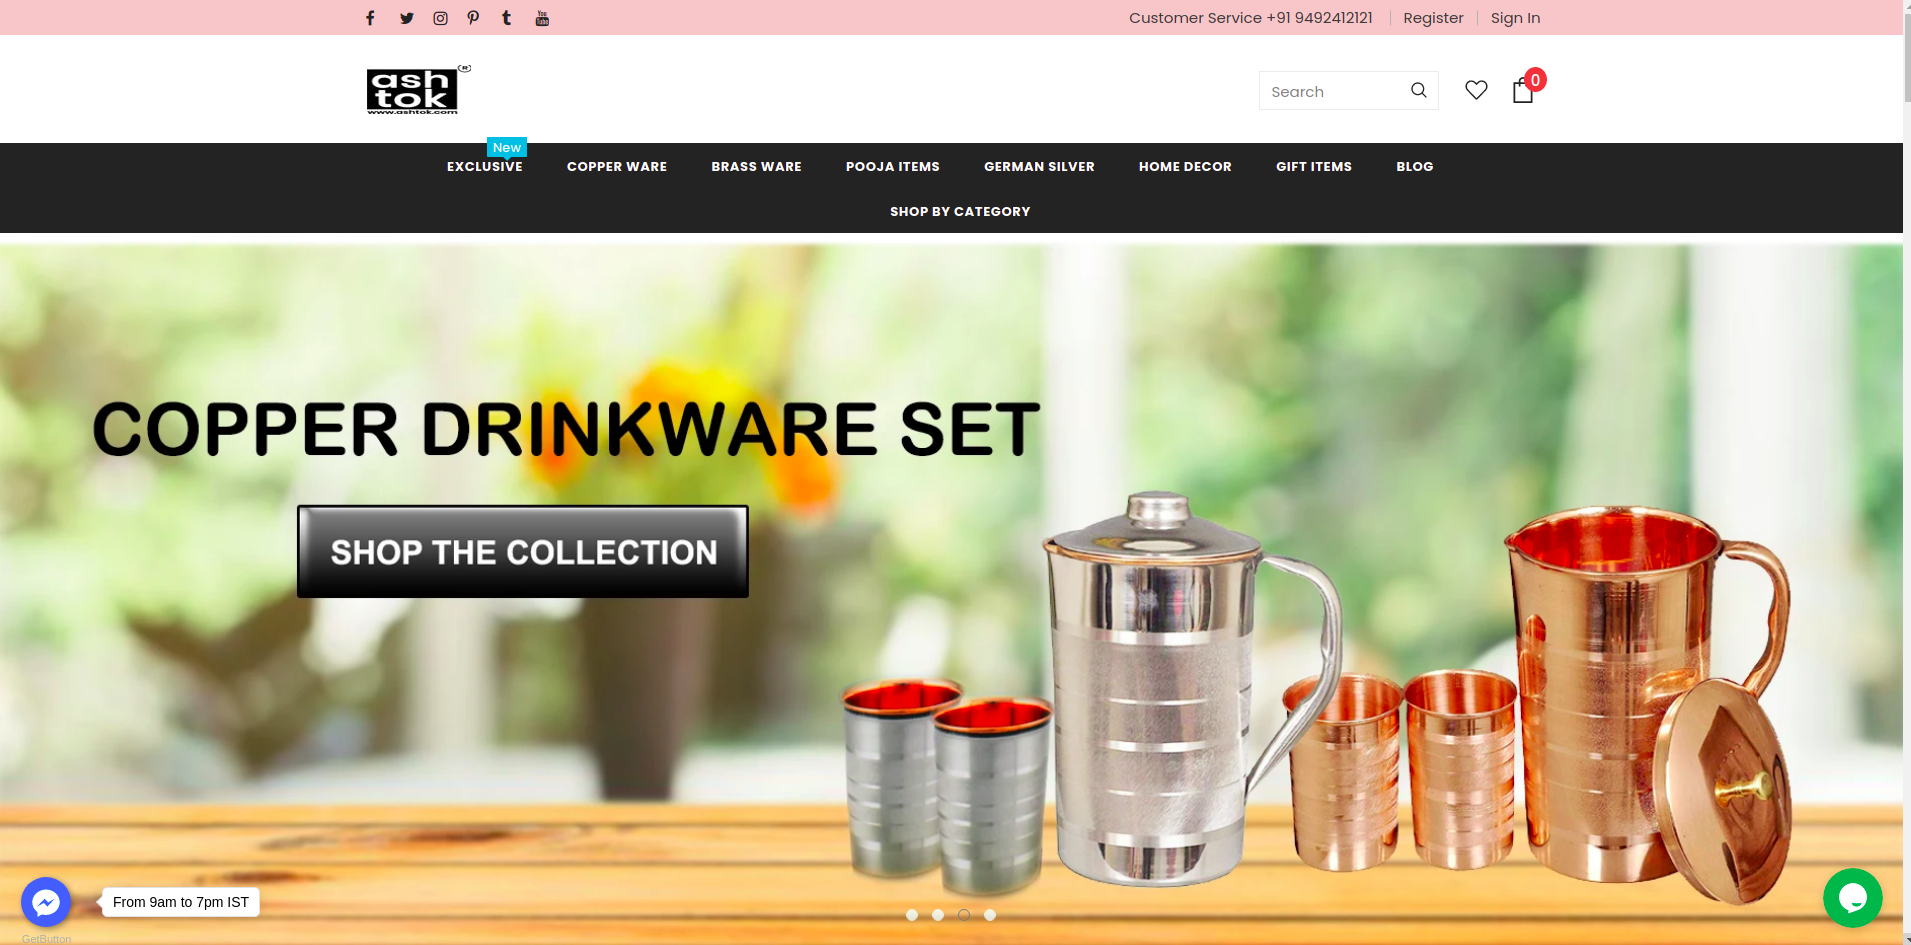 Customer Service +91 9492412121 Register Sign In
ash
tok
www.ashtok.com
Search
0
New
EXCLUSIVE COPPER WARE BRASS WARE POOJA ITEMS GERMAN SILVER HOME DECOR GIFT ITEMS BLOG
SHOP BY CATEGORY
COPPER DRINKWARE SET
SHOP THE COLLECTION
From 9am to 7pm IST
GetButton